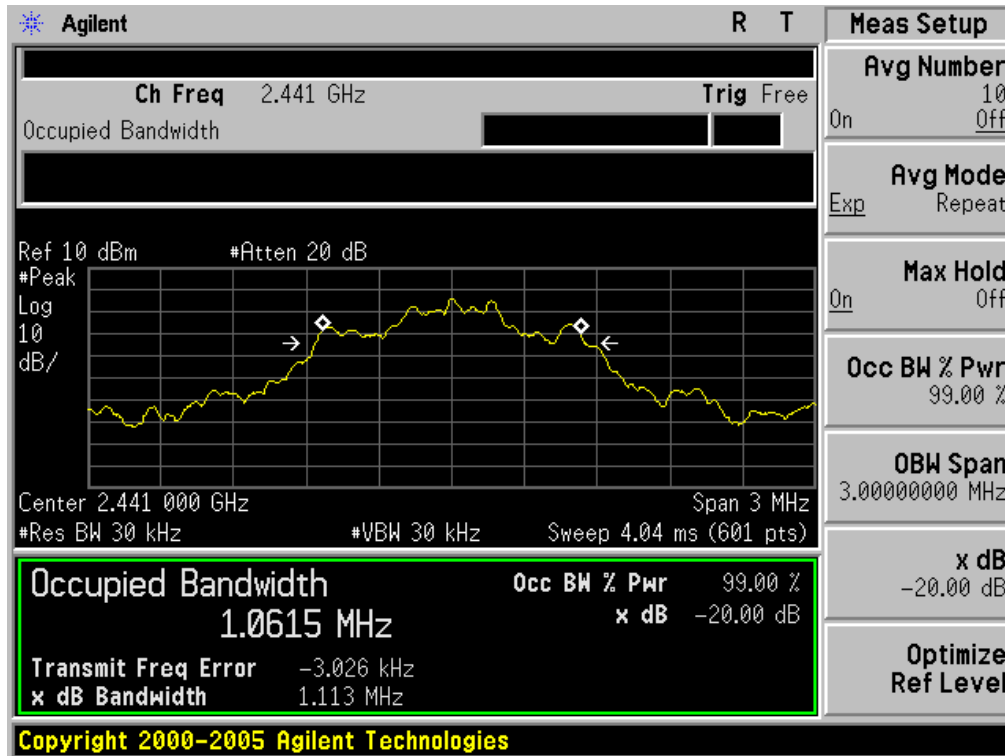 Agilent R T
Ch Freq 2.441 GHz Trig Free
Occupied Bandwidth
Ref 10 dBm #Atten 20 dB
#Peak
Log
10
dB/
Center 2.441 000 GHz Span 3 MHz
#Res BW 30 kHz #VBW 30 kHz Sweep 4.04 ms (601 pts)
Occupied Bandwidth Occ BW % Pwr 99.00 %
1.0615 MHz x dB -20.00 dB
Transmit Freq Error -3.026 kHz
x dB Bandwidth 1.113 MHz
Meas Setup
Avg Number
10
On Off
Avg Mode
Exp Repeat
Max Hold
On Off
Occ BW % Pwr
99.00 %
OBW Span
3.00000000 MHz
x dB
-20.00 dB
Optimize
Ref Level
Copyright 2000-2005 Agilent Technologies